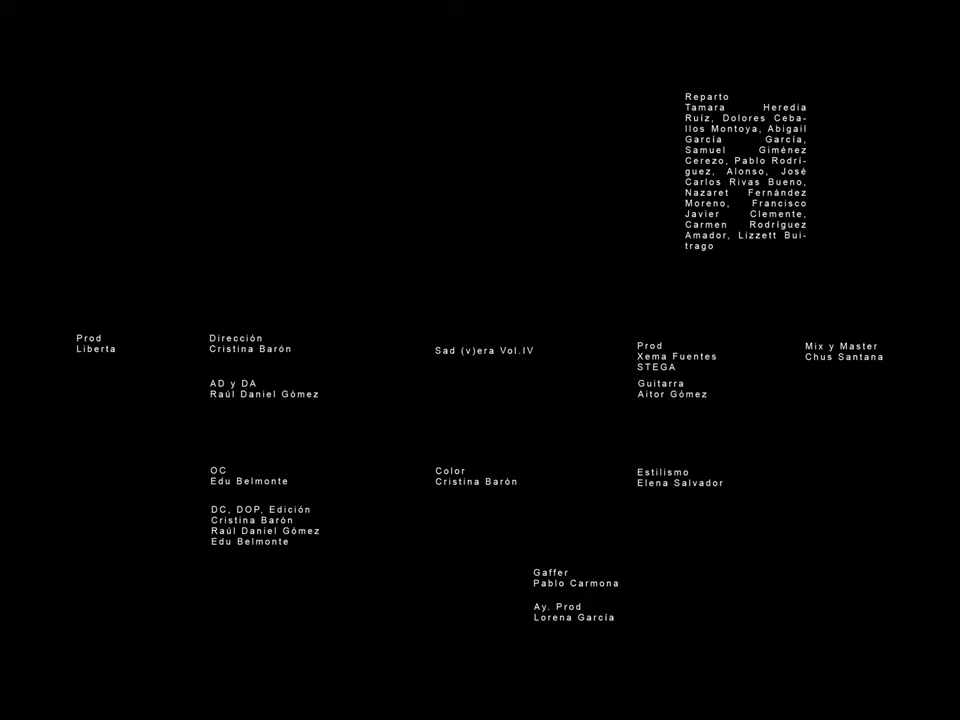 Reparto
Tamara Heredia
Ruíz, Dolores Ceba-
llos Montoya, Abigail
García García,
Samuel Giménez
Cerezo, Pablo Rodrí-
guez, Alonso, José
Carlos Rivas Bueno,
Nazaret Fernández
Moreno, Francisco
Javier Clemente,
Carmen Rodríguez
Amador, Lizzett Bui-
trago
Prod
Liberta
Dirección
Cristina Barón
AD y DA
Raúl Daniel Gómez
Sad (v)era Vol.IV
Prod
Xema Fuentes
STEGA
Guitarra
Aitor Gómez
Mix y Master
Chus Santana
OC
Edu Belmonte
DC, DOP, Edición
Cristina Barón
Raúl Daniel Gómez
Edu Belmonte
Color
Cristina Barón
Estilismo
Elena Salvador
Gaffer
Pablo Carmona
Ay. Prod
Lorena García